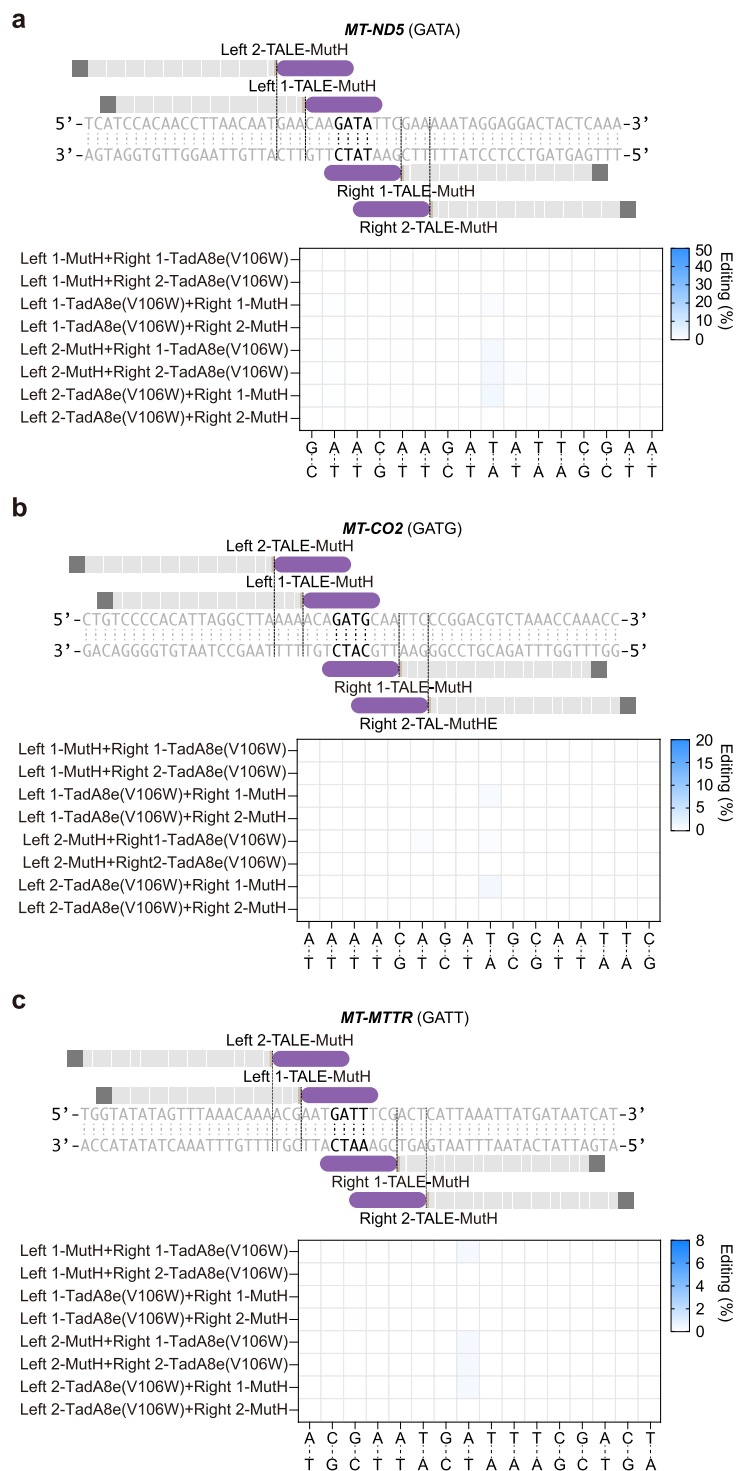 a
MT-ND5 (GATA)
Left 2-TALE-MutH
Left 1-TALE-MutH
5’-TCATCCACAACCTTAACAATGAACAAGATATTCGAAAAATAGGAGGACTACTCAAA-3’
3’-AGTAGGTGTTGGAATTGTTACTTGTTCTATAAGCTTTTTATCCTCCTGATGAGTTT-5’
Right 1-TALE-MutH
Right 2-TALE-MutH
Left 1-MutH+Right 1-TadA8e(V106W)
Left 1-MutH+Right 2-TadA8e(V106W)
Left 1-TadA8e(V106W)+Right 1-MutH
Left 1-TadA8e(V106W)+Right 2-MutH
Left 2-MutH+Right 1-TadA8e(V106W)
Left 2-MutH+Right 2-TadA8e(V106W)
Left 2-TadA8e(V106W)+Right 1-MutH
Left 2-TadA8e(V106W)+Right 2-MutH
50
40
30
20
10
0
Editing (%)
G A A C A A G A T A T T C G A A
C T T G T T C T A T A A G C T T
b
MT-CO2 (GATG)
Left 2-TALE-MutH
Left 1-TALE-MutH
5’-CTGTCCCCACATTAGGCTTAAAAACAGATGCAATTCCCGGACGTCTAAACCAAACC-3’
3’-GACAGGGGTGTAATCCGAATTTTTGTCTACGTTAAGGGCCTGCAGATTTGGTTTGG-5’
Right 1-TALE-MutH
Right 2-TAL-MutHE
Left 1-MutH+Right 1-TadA8e(V106W)
Left 1-MutH+Right 2-TadA8e(V106W)
Left 1-TadA8e(V106W)+Right 1-MutH
Left 1-TadA8e(V106W)+Right 2-MutH
Left 2-MutH+Right1-TadA8e(V106W)
Left 2-MutH+Right2-TadA8e(V106W)
Left 2-TadA8e(V106W)+Right 1-MutH
Left 2-TadA8e(V106W)+Right 2-MutH
20
15
10
5
0
Editing (%)
A A A A C A G A T G C A A T T C
T T T T G T C T A C G T T A A G
c
MT-MTTR (GATT)
Left 2-TALE-MutH
Left 1-TALE-MutH
5’-TGGTATATAGTTTAAACAAAACGAATGATTTCGACTCATTAAATTATGATAATCAT-3’
3’-ACCATATATCAAATTTGTTTTGCTTACTAAAGCTGAGTAATTTAATACTATTAGTA-5’
Right 1-TALE-MutH
Right 2-TALE-MutH
Left 1-MutH+Right 1-TadA8e(V106W)
Left 1-MutH+Right 2-TadA8e(V106W)
Left 1-TadA8e(V106W)+Right 1-MutH
Left 1-TadA8e(V106W)+Right 2-MutH
Left 2-MutH+Right 1-TadA8e(V106W)
Left 2-MutH+Right 2-TadA8e(V106W)
Left 2-TadA8e(V106W)+Right 1-MutH
Left 2-TadA8e(V106W)+Right 2-MutH
8
6
4
2
0
Editing (%)
A C G A A T G A T T T C G A C T
T G C T T A C T A A A G C T G A